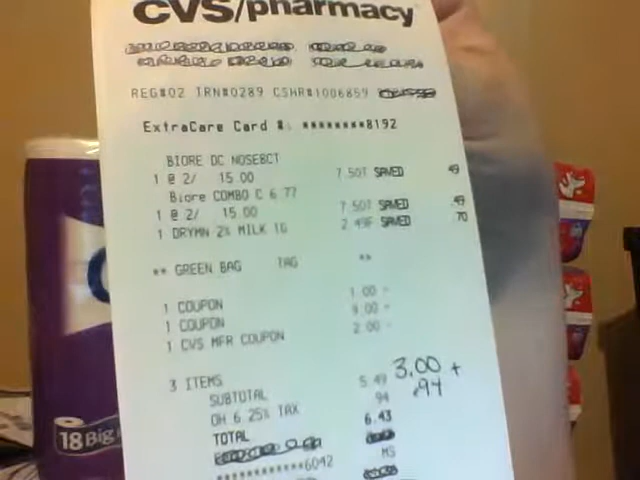 CVS/pharmacy
REG#02 TRN#0289 CSHR#1006859
ExtraCare Card #: ********8192
BIORE DC NOSE8CT
1 @ 2/ 15.00 7.50T SAVED .49
Biore COMBO C 6 77
1 @ 2/ 15.00 7.50T SAVED .49
1 DRYMN 2% MILK 1G 2.49F SAVED .70
** GREEN BAG TAG **
1 COUPON 1.00-
1 COUPON 9.00-
1 CVS MFR COUPON 2.00-
3 ITEMS
SUBTOTAL 5.49
OH 6.25% TAX .94
TOTAL 6.43
3.00 +
.94
************6042 MS
18 Big